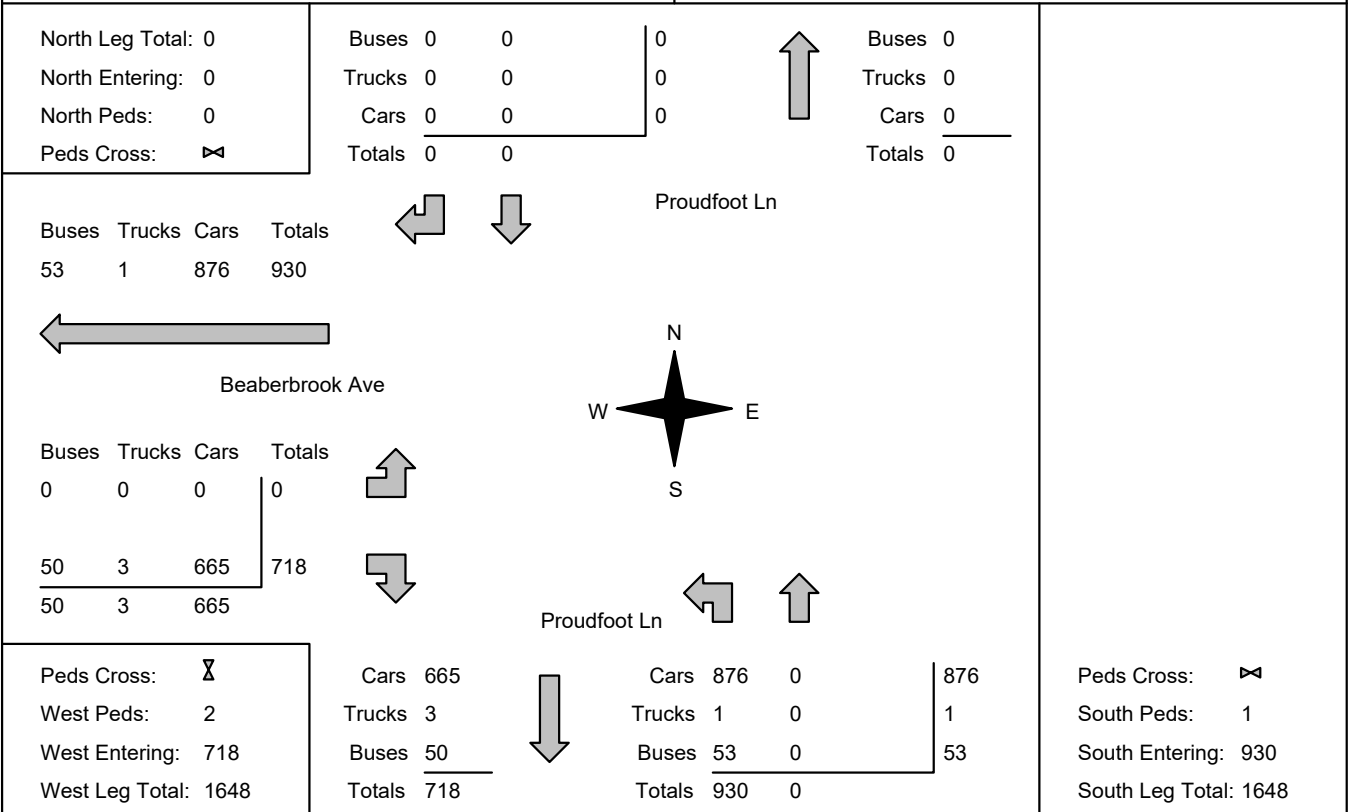 North Leg Total: 0
North Entering: 0
North Peds: 0
Peds Cross:
Buses 0 0 0
Trucks 0 0 0
Cars 0 0 0
Totals 0 0
Buses 0
Trucks 0
Cars 0
Totals 0
Proudfoot Ln
Buses Trucks Cars Totals
53 1 876 930
Beaberbrook Ave
N
W E
S
Buses Trucks Cars Totals
0 0 0 0
50 3 665 718
50 3 665
Proudfoot Ln
Peds Cross:
West Peds: 2
West Entering: 718
West Leg Total: 1648
Cars 665
Trucks 3
Buses 50
Totals 718
Cars 876 0 876
Trucks 1 0 1
Buses 53 0 53
Totals 930 0
Peds Cross:
South Peds: 1
South Entering: 930
South Leg Total: 1648